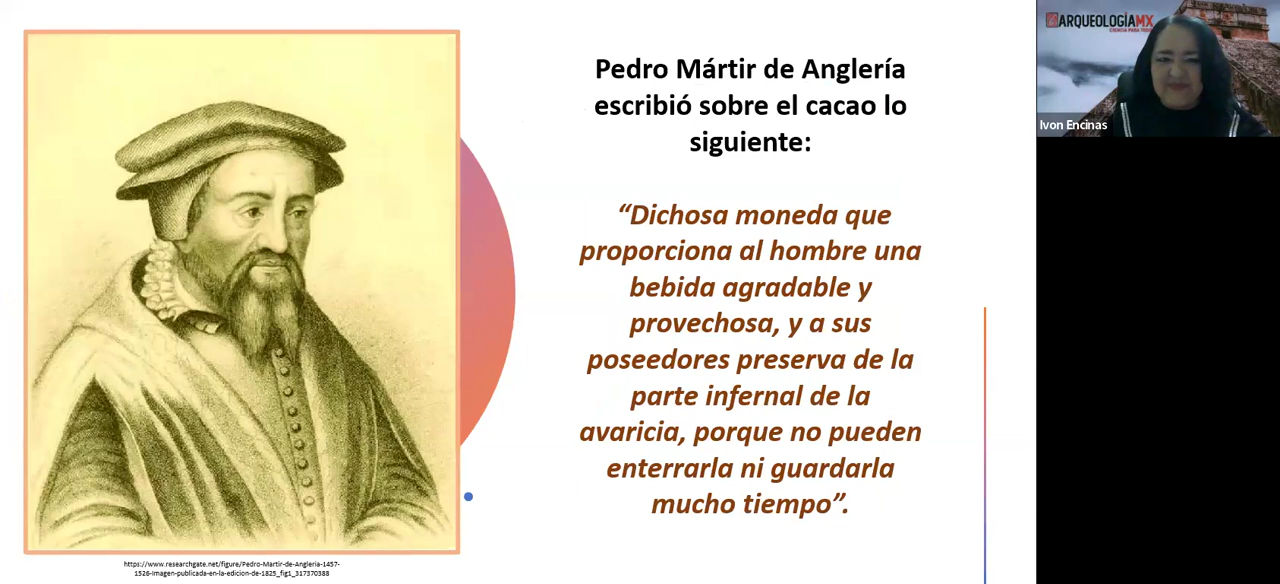 Pedro Mártir de Anglería
escribió sobre el cacao lo
siguiente:
“Dichosa moneda que
proporciona al hombre una
bebida agradable y
provechosa, y a sus
poseedores preserva de la
parte infernal de la
avaricia, porque no pueden
enterrarla ni guardarla
mucho tiempo”.
https://www.researchgate.net/figure/Pedro-Martir-de-Angleria-1457-
1526-Imagen-publicada-en-la-edicion-de-1825_fig1_317370388
ARQUEOLOGÍAMX
CIENCIA PARA TODOS
Ivon Encinas